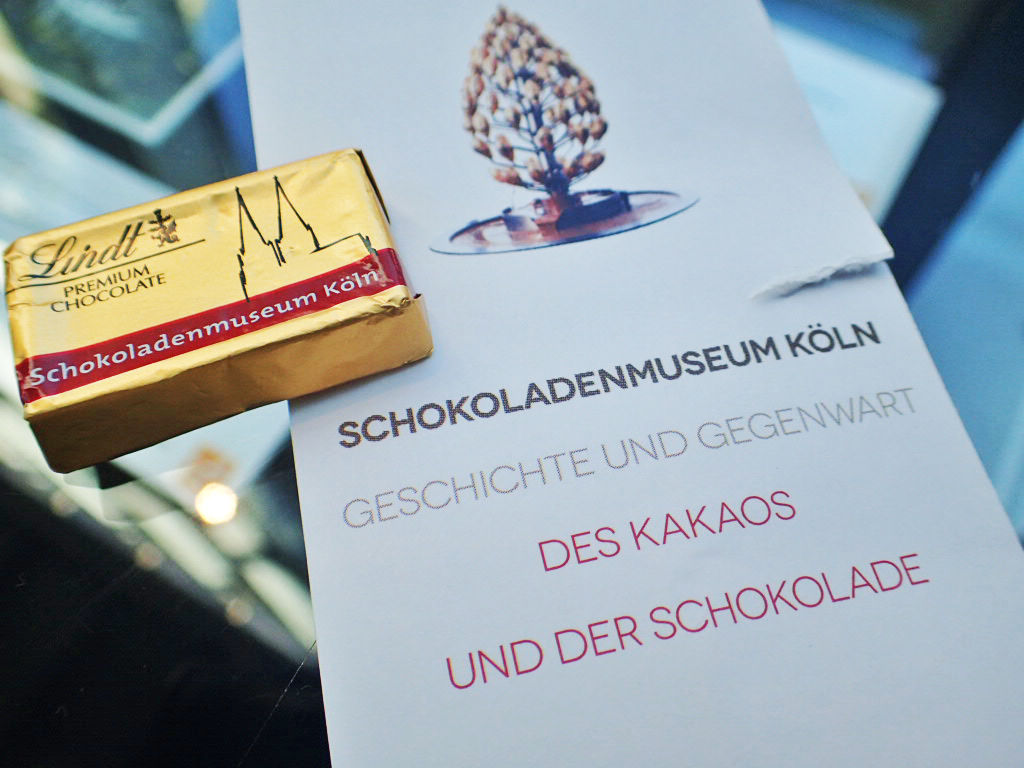 Lindt
PREMIUM
CHOCOLATE
Schokoladenmuseum Köln
SCHOKOLADENMUSEUM KÖLN
GESCHICHTE UND GEGENWART
DES KAKAOS
UND DER SCHOKOLADE